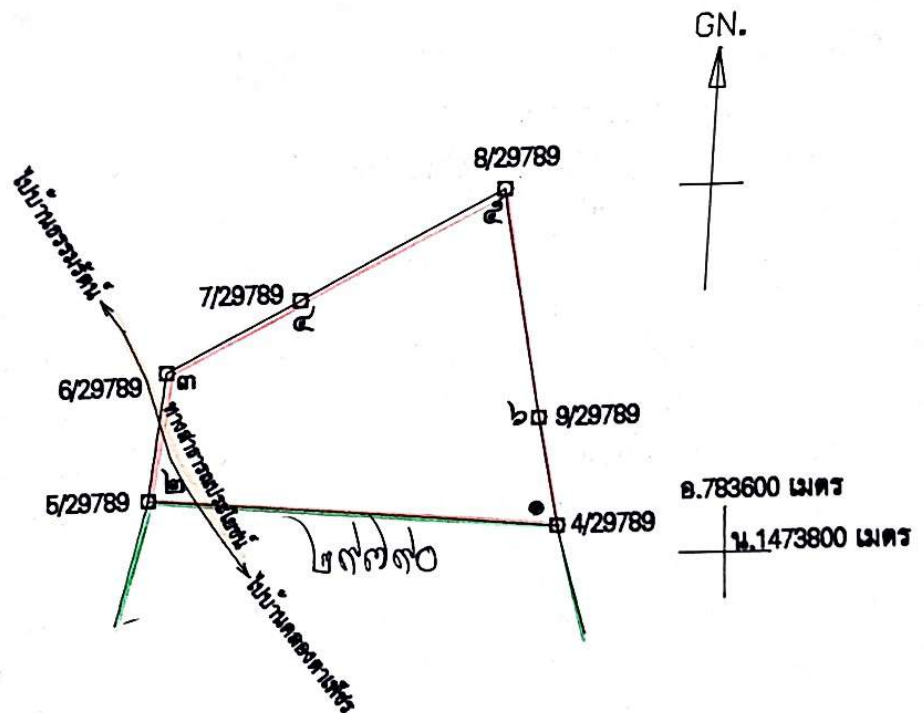 GN.
8/29789
๕
ไปบ้านธรรมรัตน์
7/29789
๔
6/29789
๓
ทางสาธารณประโยชน์
๖
9/29789
5/29789
๒
4/29789
อ.783600 เมตร
น.1473800 เมตร
๒๙๗๙๐
ไปบ้านคลองตาเพชร